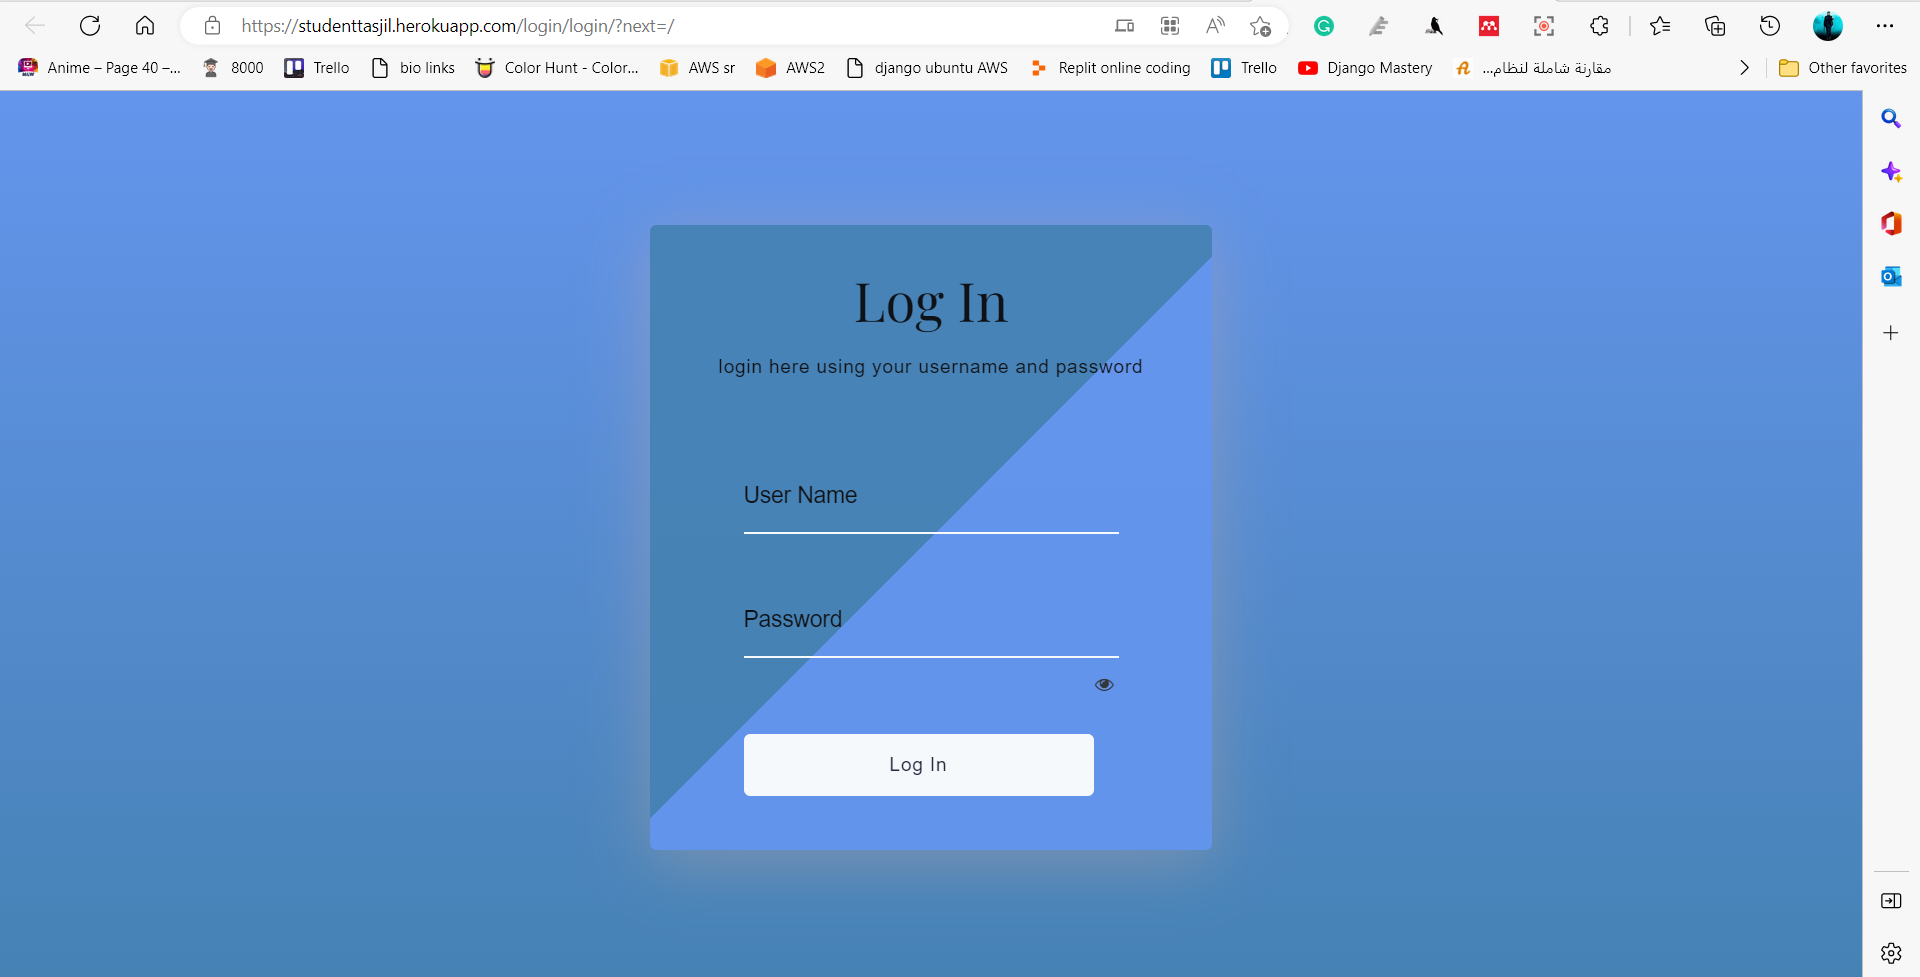 https://studenttasjil.herokuapp.com/login/login/?next=/
Anime – Page 40 –... 8000 Trello bio links Color Hunt - Color... AWS sr AWS2 django ubuntu AWS Replit online coding Trello Django Mastery مقارنة شاملة لنظام... Other favorites
Log In
login here using your username and password
User Name
Password
Log In